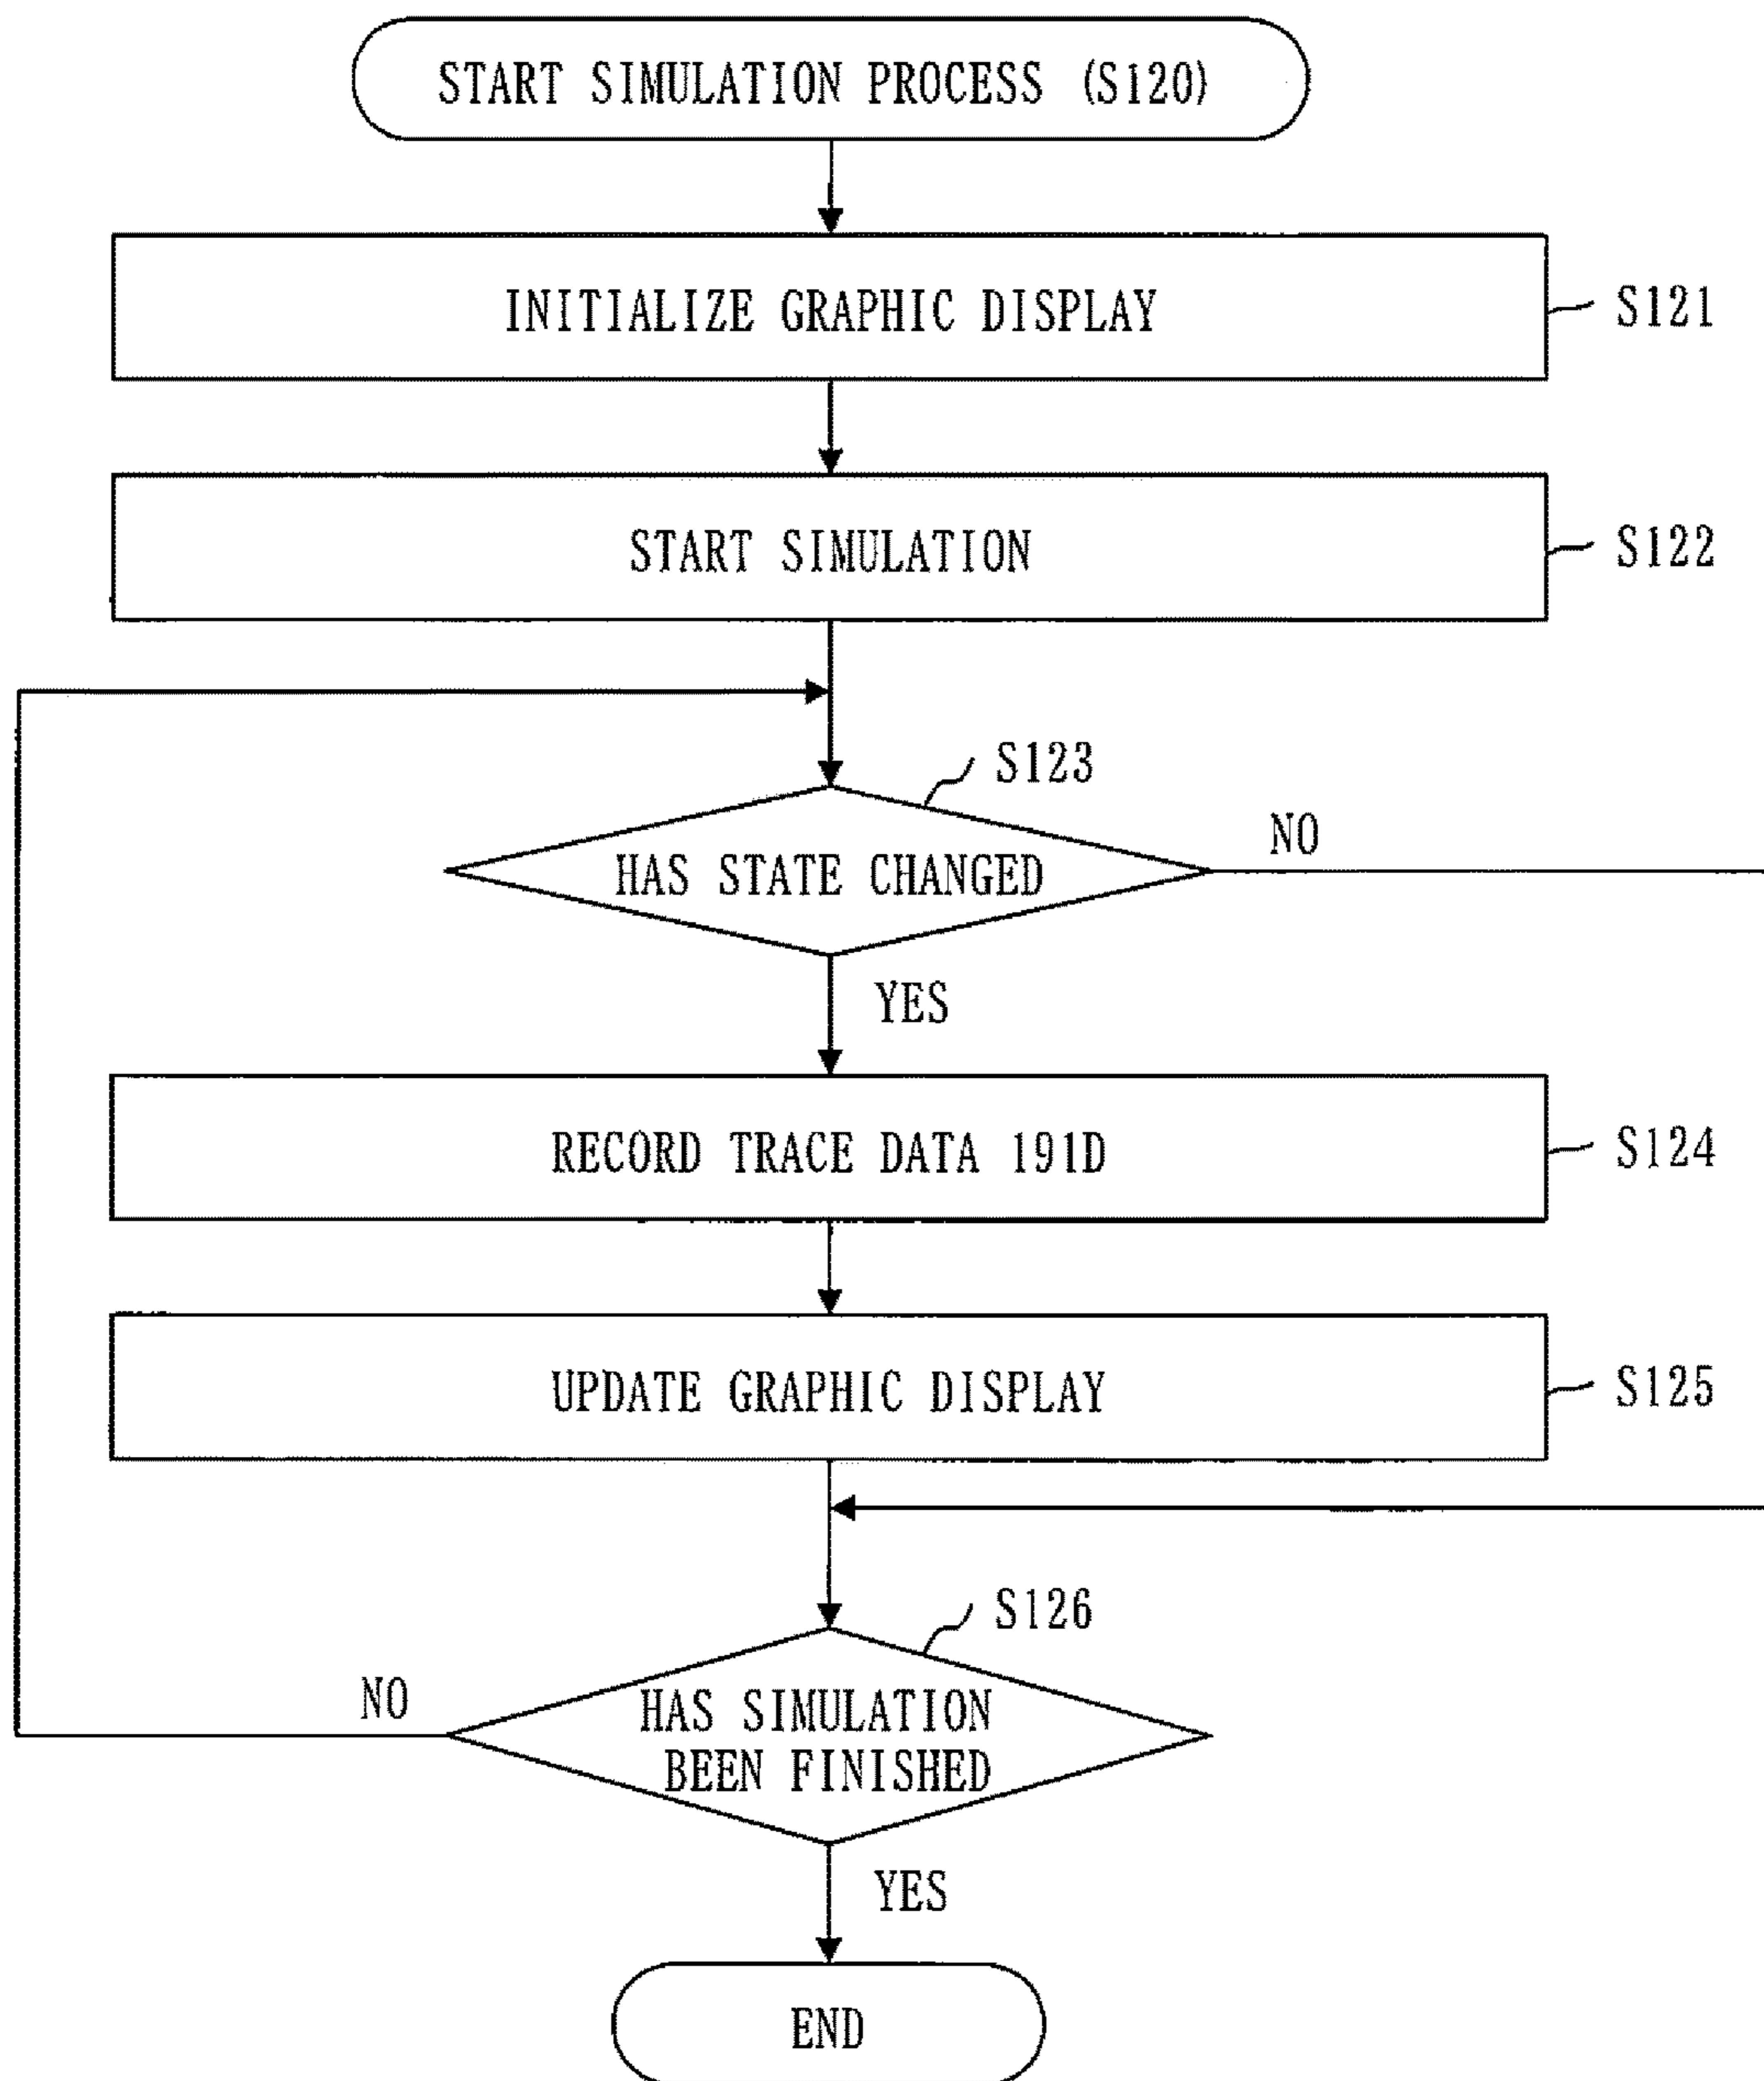 START SIMULATION PROCESS (S120)
INITIALIZE GRAPHIC DISPLAY
S121
START SIMULATION
S122
S123
HAS STATE CHANGED
NO
YES
RECORD TRACE DATA 191D
S124
UPDATE GRAPHIC DISPLAY
S125
S126
NO
HAS SIMULATION
BEEN FINISHED
YES
END